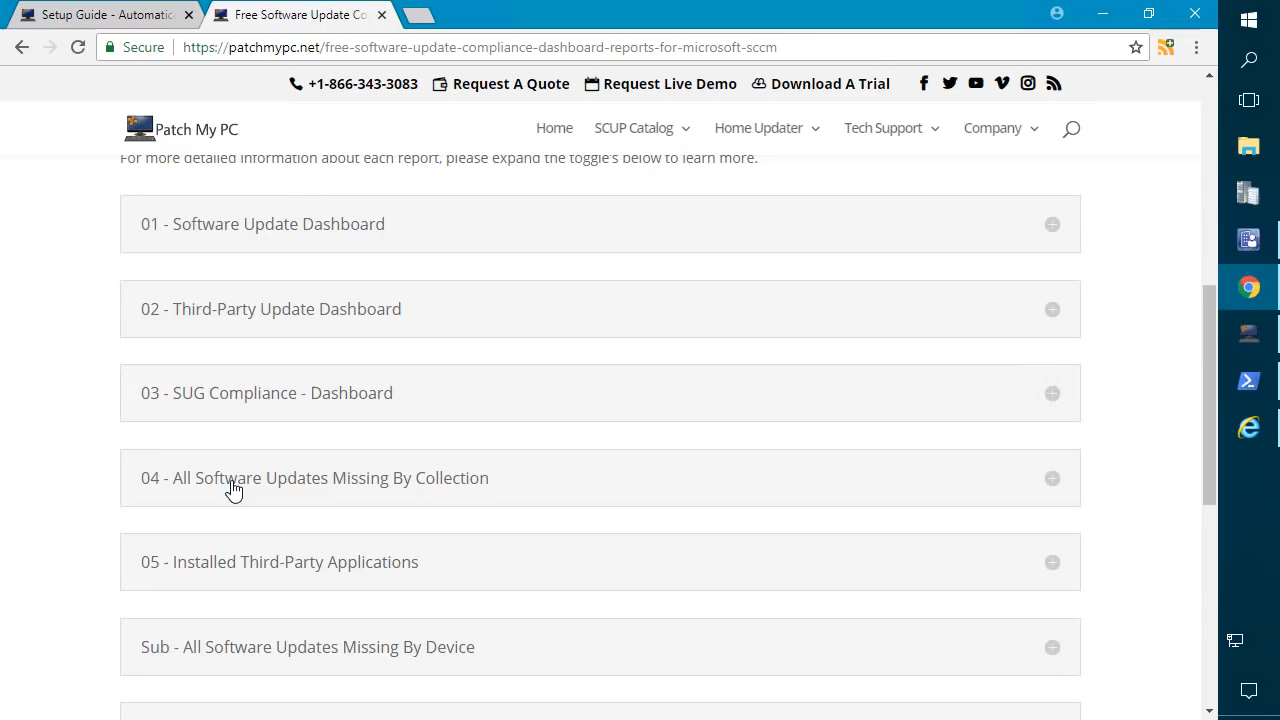 Setup Guide - Automatic
Free Software Update Co
Secure
https://patchmypc.net/free-software-update-compliance-dashboard-reports-for-microsoft-sccm
+1-866-343-3083
Request A Quote
Request Live Demo
Download A Trial
Patch My PC
Home
SCUP Catalog
Home Updater
Tech Support
Company
For more detailed information about each report, please expand the toggle's below to learn more.
01 - Software Update Dashboard
02 - Third-Party Update Dashboard
03 - SUG Compliance - Dashboard
04 - All Software Updates Missing By Collection
05 - Installed Third-Party Applications
Sub - All Software Updates Missing By Device